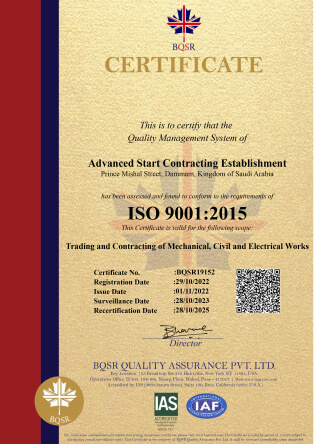 BQSR
CERTIFICATE
This is to certify that the
Quality Management System of
Advanced Start Contracting Establishment
Prince Mishal Street, Dammam, Kingdom of Saudi Arabia
has been assessed and found to conform to the requirements of
ISO 9001:2015
This Certificate is valid for the following scope:
Trading and Contracting of Mechanical, Civil and Electrical Works
Certificate No. :BQSR19152
Registration Date :29/10/2022
Issue Date :01/11/2022
Surveillance Date :28/10/2023
Recertification Date :28/10/2025
Director
BQSR QUALITY ASSURANCE PVT. LTD.
BQSR
IAS
ACCREDITED
IAF